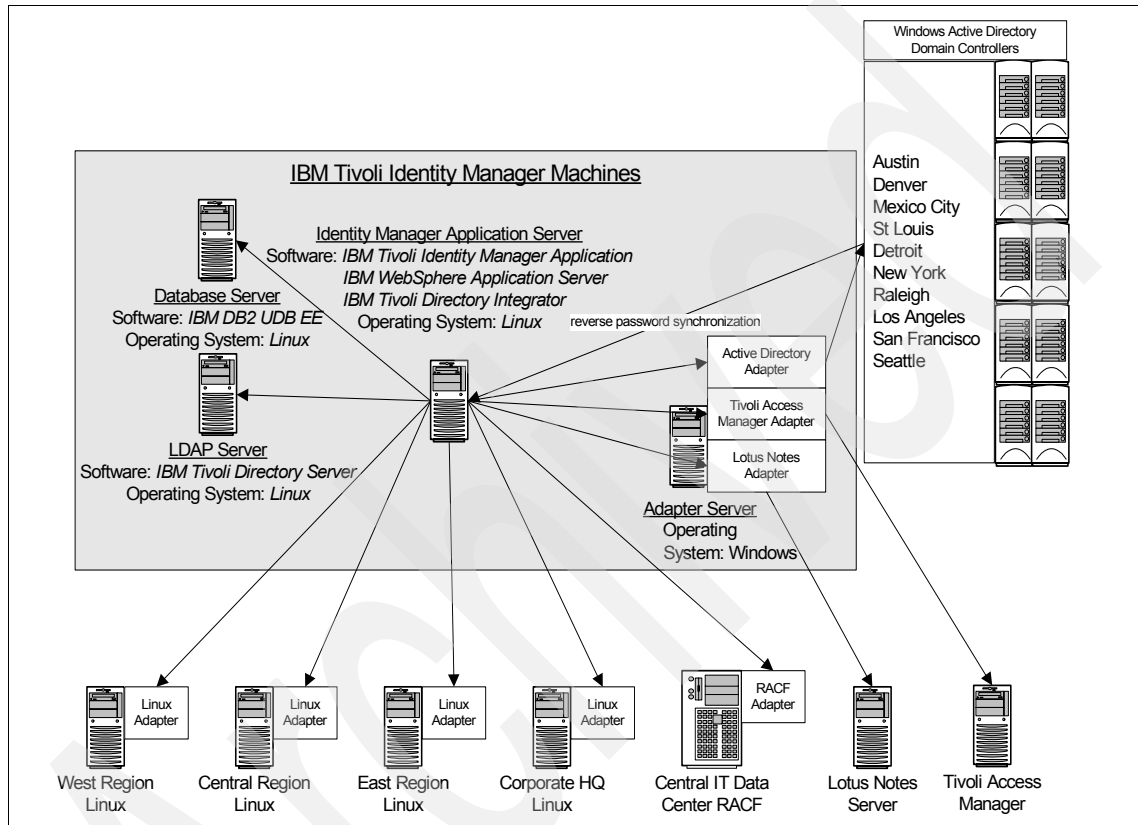 Windows Active Directory
Domain Controllers
Austin
Denver
Mexico City
St Louis
Detroit
New York
Raleigh
Los Angeles
San Francisco
Seattle
IBM Tivoli Identity Manager Machines
Identity Manager Application Server
Software: IBM Tivoli Identity Manager Application
IBM WebSphere Application Server
IBM Tivoli Directory Integrator
Operating System: Linux
Database Server
Software: IBM DB2 UDB EE
Operating System: Linux
reverse password synchronization
LDAP Server
Software: IBM Tivoli Directory Server
Operating System: Linux
Active Directory
Adapter
Tivoli Access
Manager Adapter
Lotus Notes
Adapter
Adapter Server
Operating
System: Windows
Linux
Adapter
West Region
Linux
Linux
Adapter
Central Region
Linux
Linux
Adapter
East Region
Linux
Linux
Adapter
Corporate HQ
Linux
RACF
Adapter
Central IT Data
Center RACF
Lotus Notes
Server
Tivoli Access
Manager
Archived